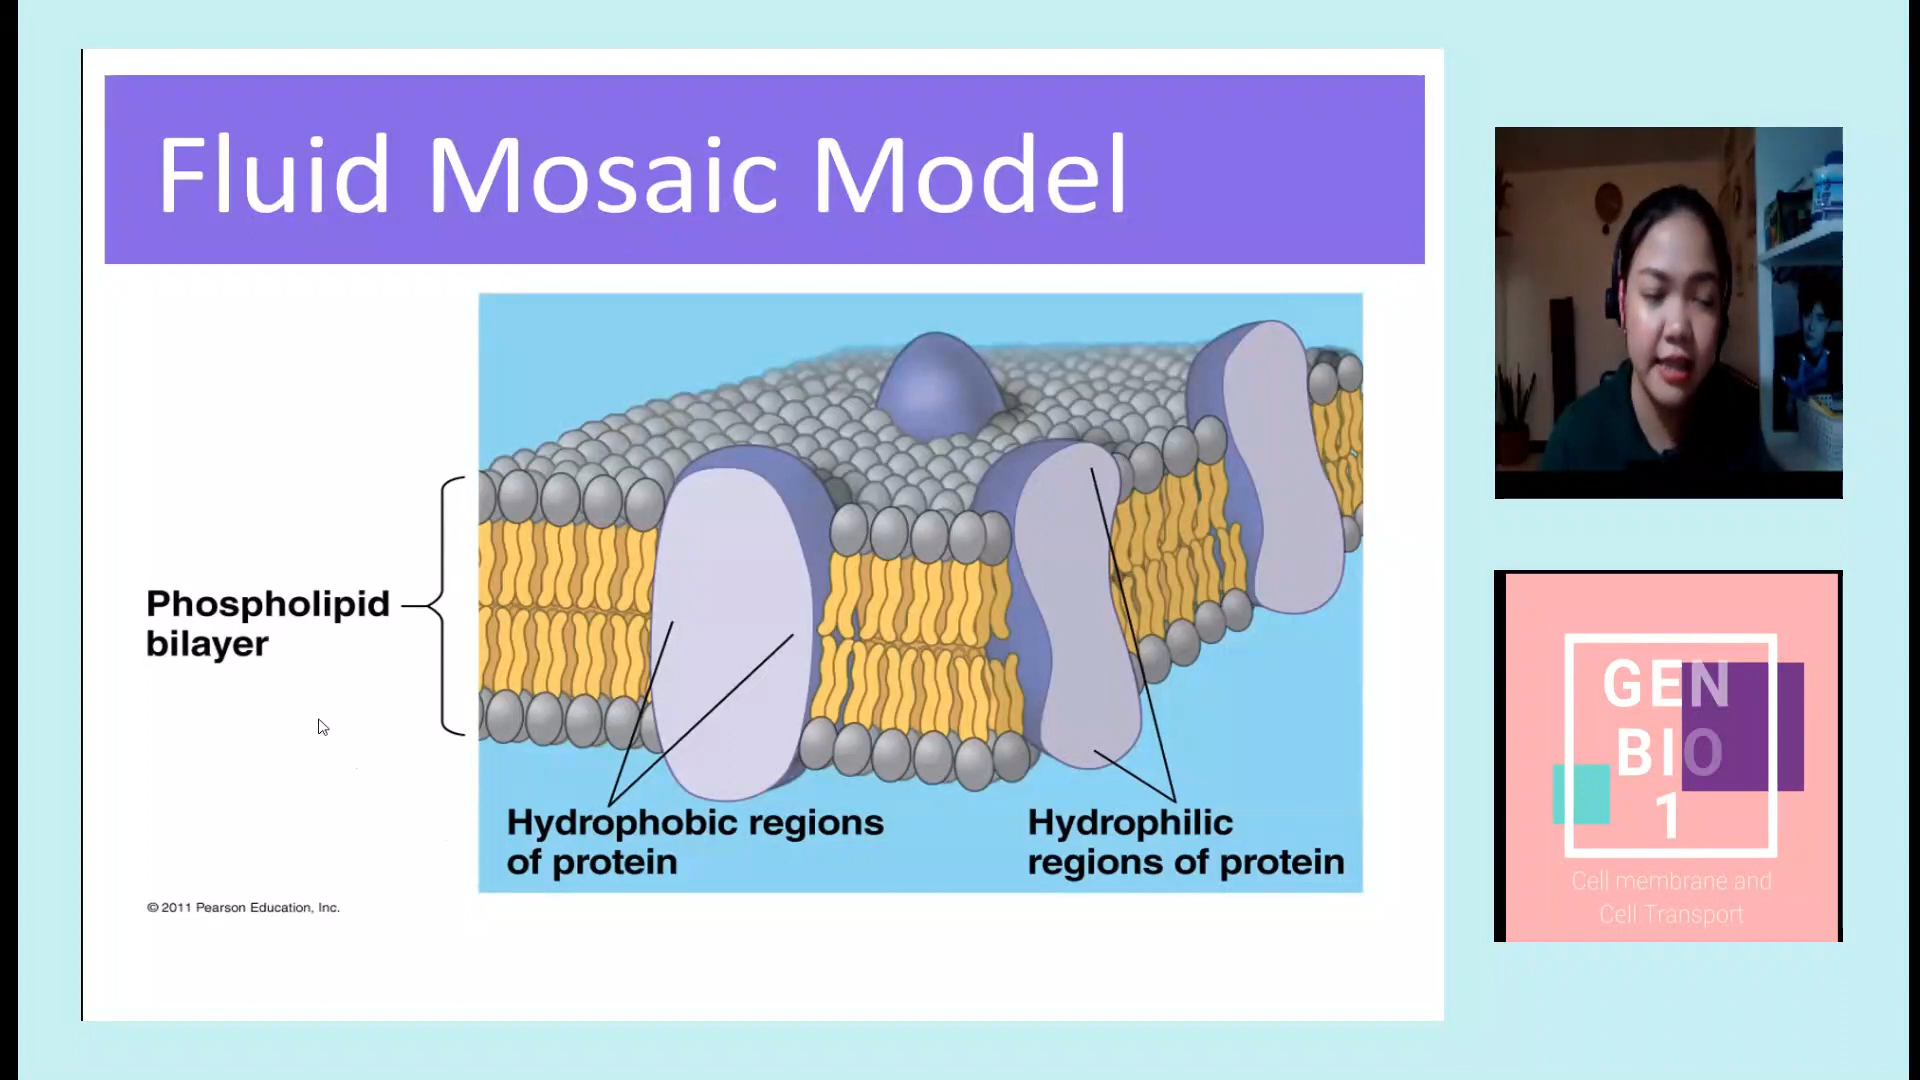 Fluid Mosaic Model
Phospholipid
bilayer
Hydrophobic regions
of protein
Hydrophilic
regions of protein
© 2011 Pearson Education, Inc.
GEN
BIO
1
Cell membrane and
Cell Transport